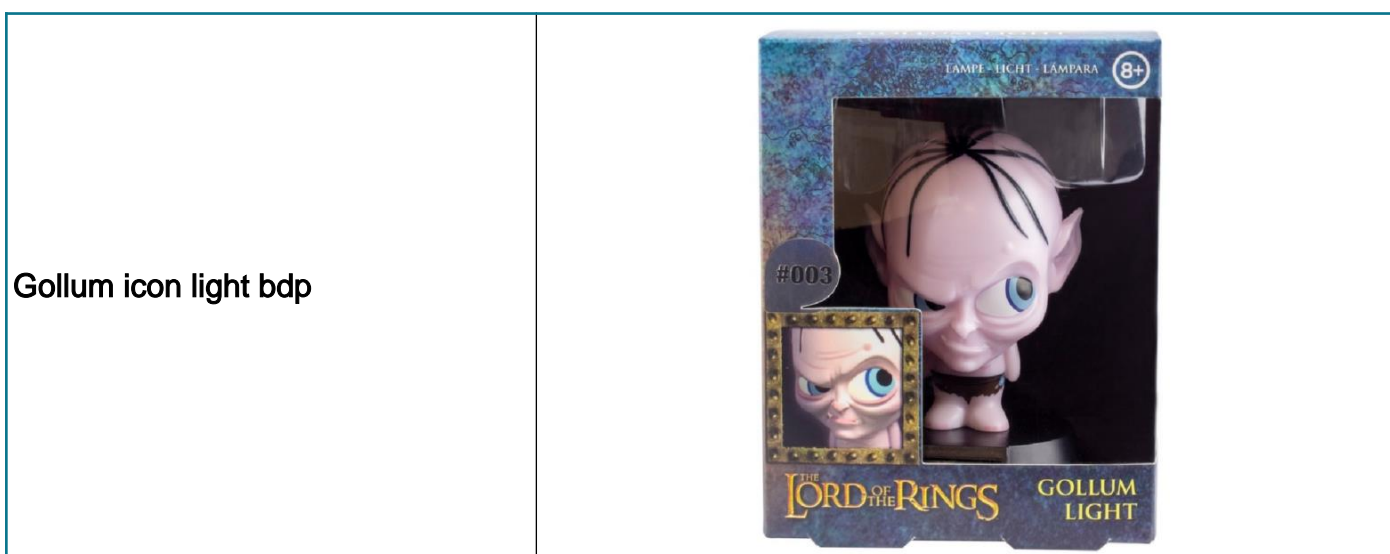 Gollum icon light bdp
LAMPE - LICHT - LÁMPARA 8+
#003
THE LORD OF THE RINGS
GOLLUM
LIGHT